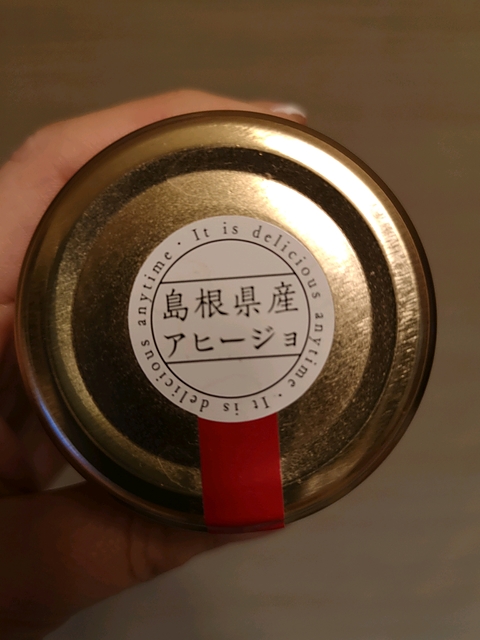 It is delicious anytime · It is delicious anytime ·
島根県産
アヒージョ